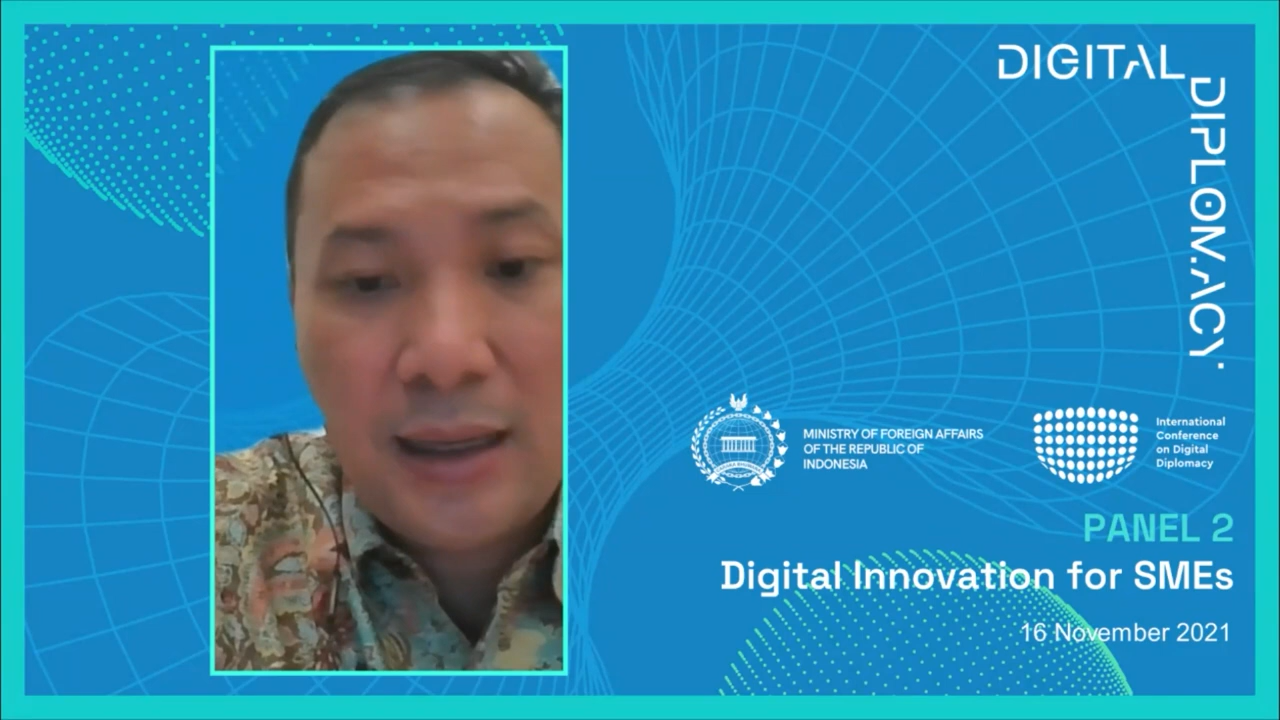 DIGITAL
DIPLOMACY.
MINISTRY OF FOREIGN AFFAIRS
OF THE REPUBLIC OF
INDONESIA
International
Conference
on Digital
Diplomacy
PANEL 2
Digital Innovation for SMEs
16 November 2021